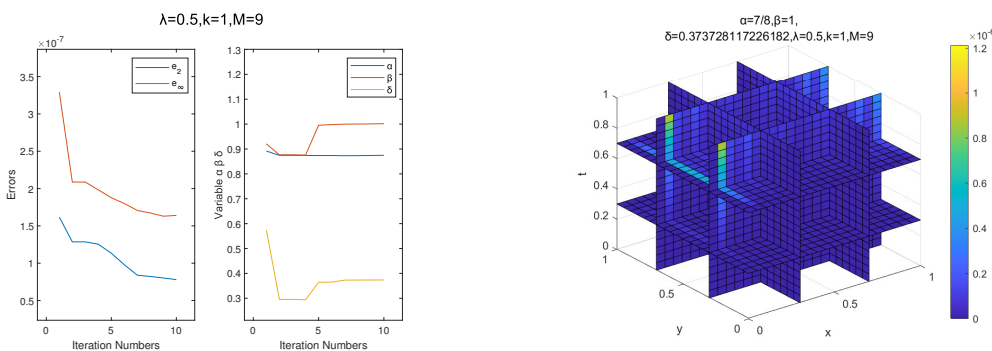 λ=0.5,k=1,M=9
×10-7
3.5
3
2.5
2
1.5
1
0.5
0
5
10
Errors
Iteration Numbers
e2
e∞
1.3
1.2
1.1
1
0.9
0.8
0.7
0.6
0.5
0.4
0.3
0
5
10
Variable α β δ
Iteration Numbers
α
β
δ
α=7/8,β=1,
δ=0.373728117226182,λ=0.5,k=1,M=9
1
0.8
0.6
0.4
0.2
0
t
1
0.5
0
y
0
0.5
1
x
1.2
1
0.8
0.6
0.4
0.2
0